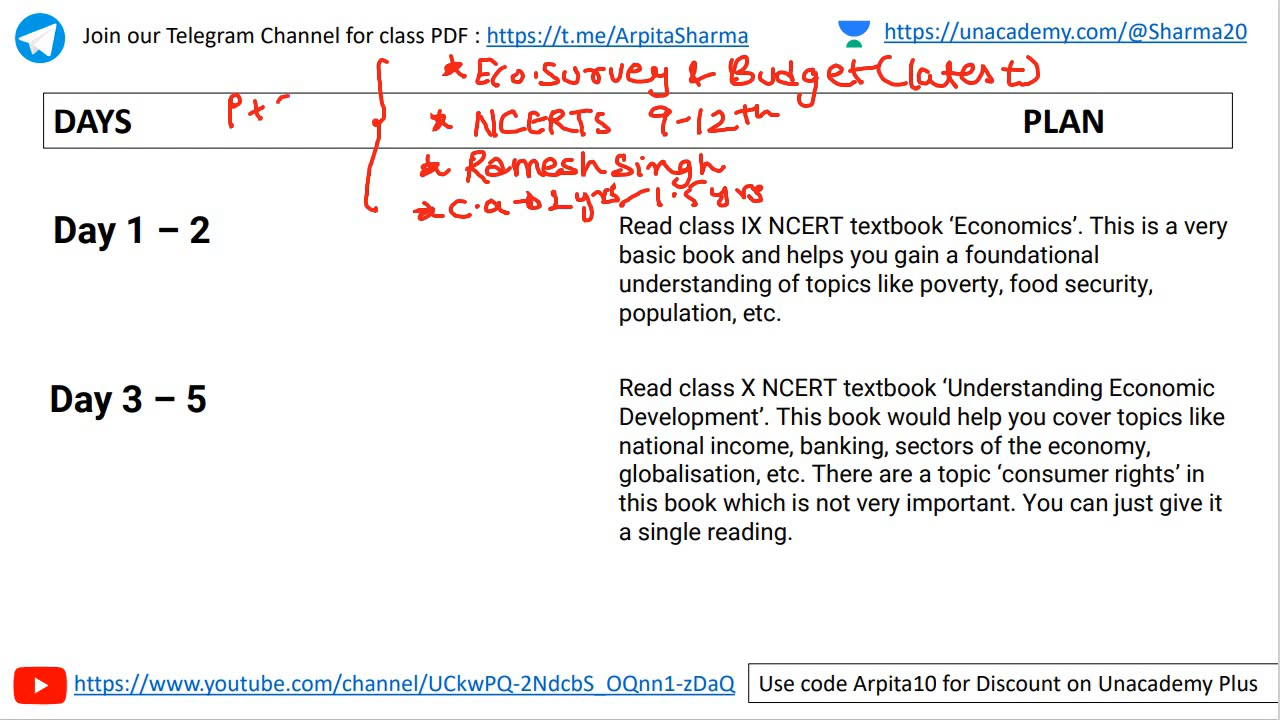 Join our Telegram Channel for class PDF : https://t.me/ArpitaSharma
https://unacademy.com/@Sharma20
* Eco.Survey & Budget (latest)
DAYS
P +
* NCERTS 9-12th
PLAN
* Ramesh Singh
* C.a → 1 yrs / 1.5 yrs
Day 1 – 2
Read class IX NCERT textbook ‘Economics’. This is a very
basic book and helps you gain a foundational
understanding of topics like poverty, food security,
population, etc.
Day 3 – 5
Read class X NCERT textbook ‘Understanding Economic
Development’. This book would help you cover topics like
national income, banking, sectors of the economy,
globalisation, etc. There are a topic ‘consumer rights’ in
this book which is not very important. You can just give it
a single reading.
https://www.youtube.com/channel/UCkwPQ-2NdcbS_OQnn1-zDaQ
Use code Arpita10 for Discount on Unacademy Plus